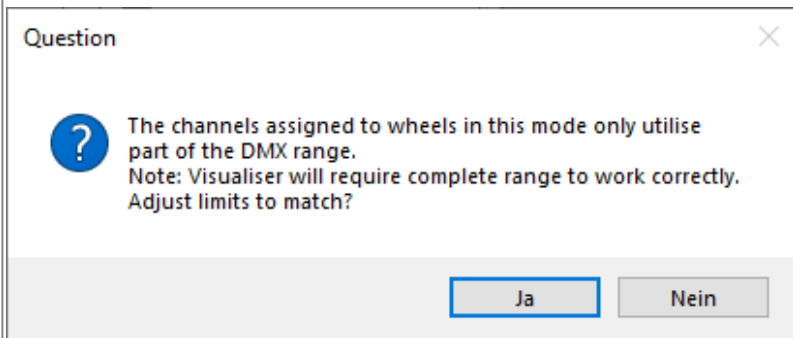 Question
?
The channels assigned to wheels in this mode only utilise
part of the DMX range.
Note: Visualiser will require complete range to work correctly.
Adjust limits to match?
Ja
Nein